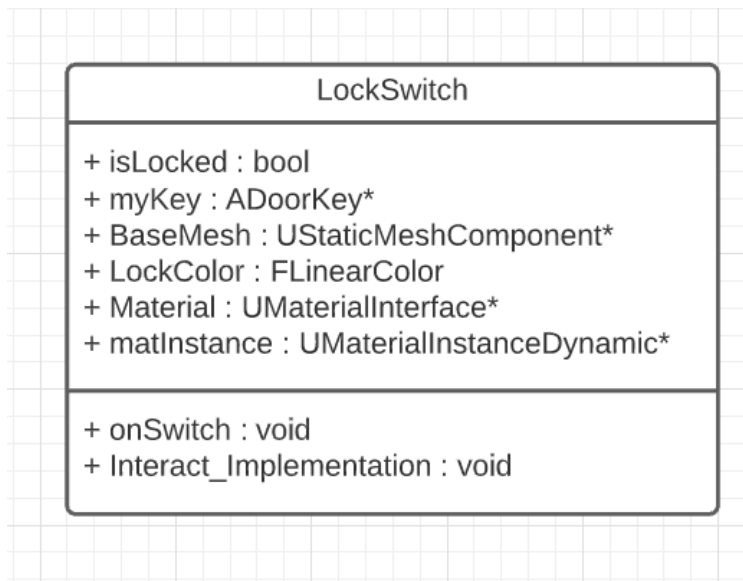 LockSwitch
+ isLocked : bool
+ myKey : ADoorKey*
+ BaseMesh : UStaticMeshComponent*
+ LockColor : FLinearColor
+ Material : UMaterialInterface*
+ matInstance : UMaterialInstanceDynamic*
+ onSwitch : void
+ Interact_Implementation : void